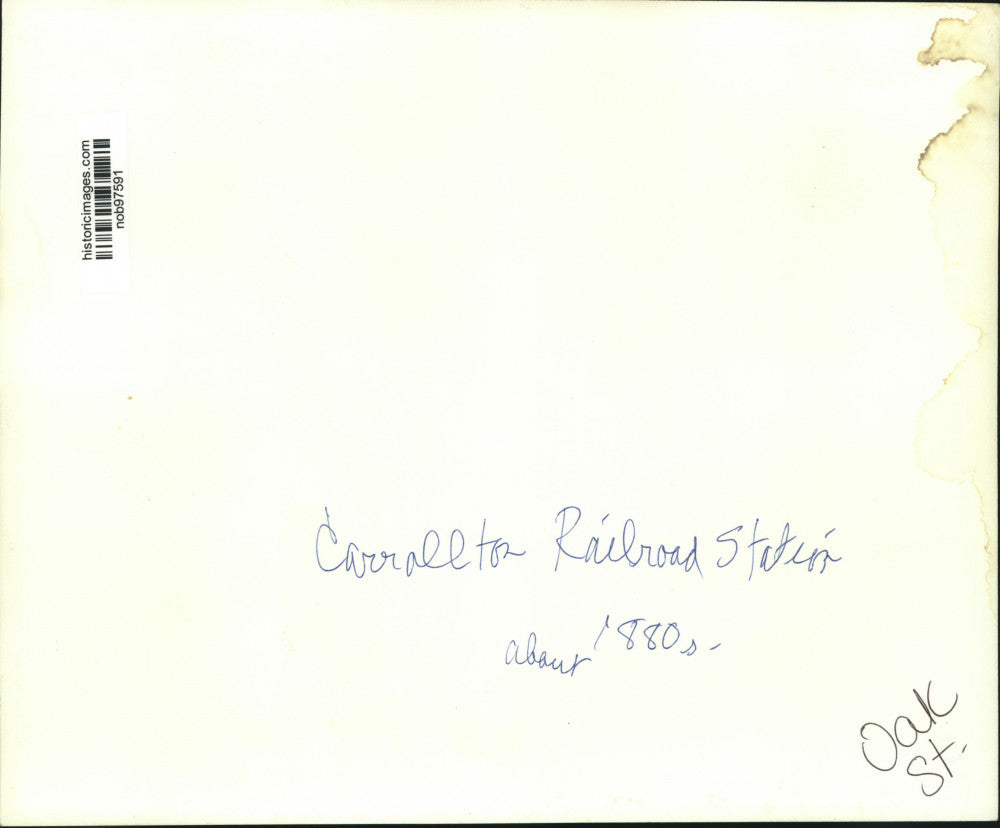 historicimages.com
nob97591
Carrollton Railroad Station
about 1880s-
Oak
St.